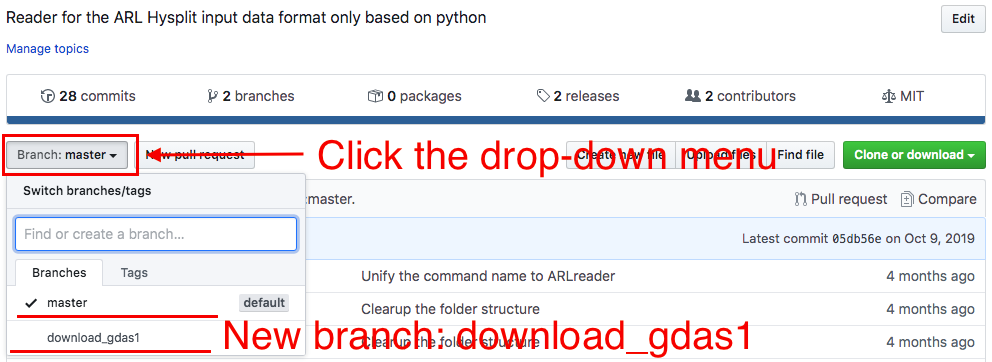 Reader for the ARL Hysplit input data format only based on python
Edit
Manage topics
28 commits 2 branches 0 packages 2 releases 2 contributors MIT
Branch: master New pull request Click the drop-down menu Create new file Upload files Find file Clone or download
Switch branches/tags
:master. Pull request Compare
Find or create a branch...
Latest commit 05db56e on Oct 9, 2019
Branches Tags
Unify the command name to ARLreader 4 months ago
master default
Clearup the folder structure 4 months ago
download_gdas1 New branch: download_gdas1
Clearup the folder structure 4 months ago